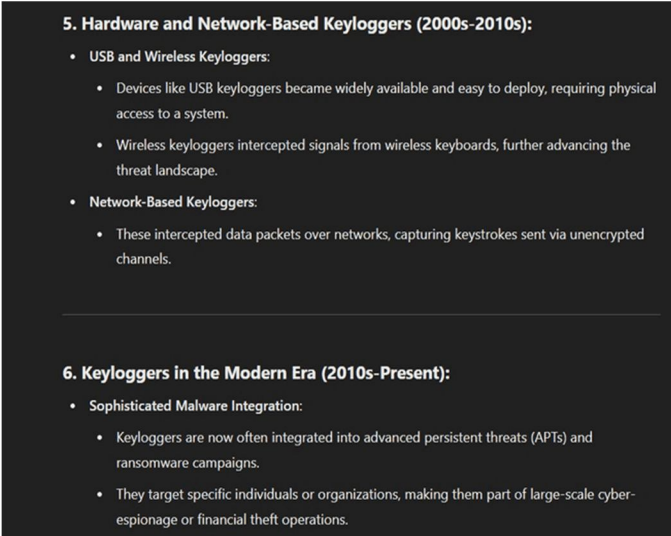 5. Hardware and Network-Based Keyloggers (2000s-2010s):
• USB and Wireless Keyloggers:
• Devices like USB keyloggers became widely available and easy to deploy, requiring physical
access to a system.
• Wireless keyloggers intercepted signals from wireless keyboards, further advancing the
threat landscape.
• Network-Based Keyloggers:
• These intercepted data packets over networks, capturing keystrokes sent via unencrypted
channels.
6. Keyloggers in the Modern Era (2010s-Present):
• Sophisticated Malware Integration:
• Keyloggers are now often integrated into advanced persistent threats (APTs) and
ransomware campaigns.
• They target specific individuals or organizations, making them part of large-scale cyber-
espionage or financial theft operations.